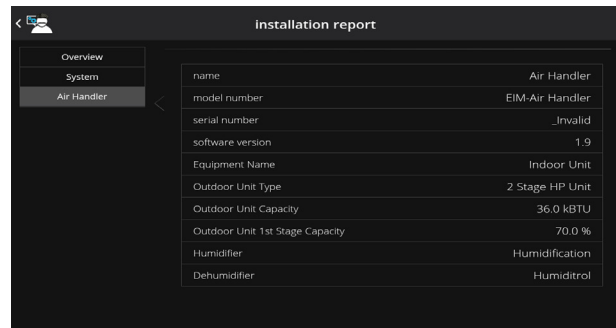 installation report
Overview
System
Air Handler
name Air Handler
model number EIM-Air Handler
serial number _Invalid
software version 1.9
Equipment Name Indoor Unit
Outdoor Unit Type 2 Stage HP Unit
Outdoor Unit Capacity 36.0 kBTU
Outdoor Unit 1st Stage Capacity 70.0 %
Humidifier Humidification
Dehumidifier Humiditrol